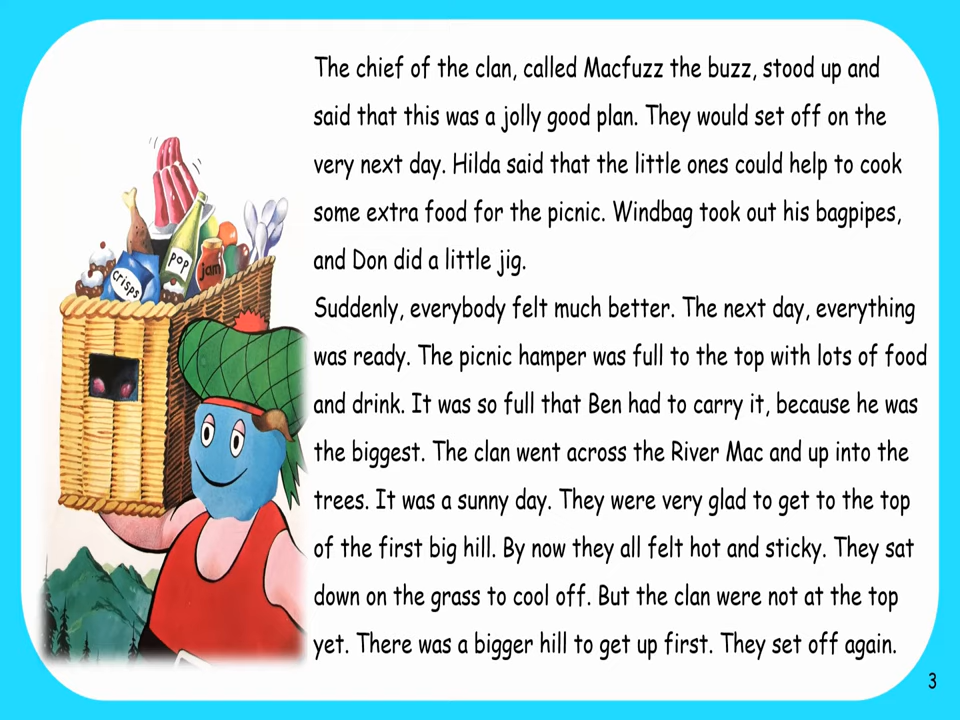 The chief of the clan, called Macfuzz the buzz, stood up and
said that this was a jolly good plan. They would set off on the
very next day. Hilda said that the little ones could help to cook
some extra food for the picnic. Windbag took out his bagpipes,
and Don did a little jig.
Suddenly, everybody felt much better. The next day, everything
was ready. The picnic hamper was full to the top with lots of food
and drink. It was so full that Ben had to carry it, because he was
the biggest. The clan went across the River Mac and up into the
trees. It was a sunny day. They were very glad to get to the top
of the first big hill. By now they all felt hot and sticky. They sat
down on the grass to cool off. But the clan were not at the top
yet. There was a bigger hill to get up first. They set off again.
pop
jam
crisps
3